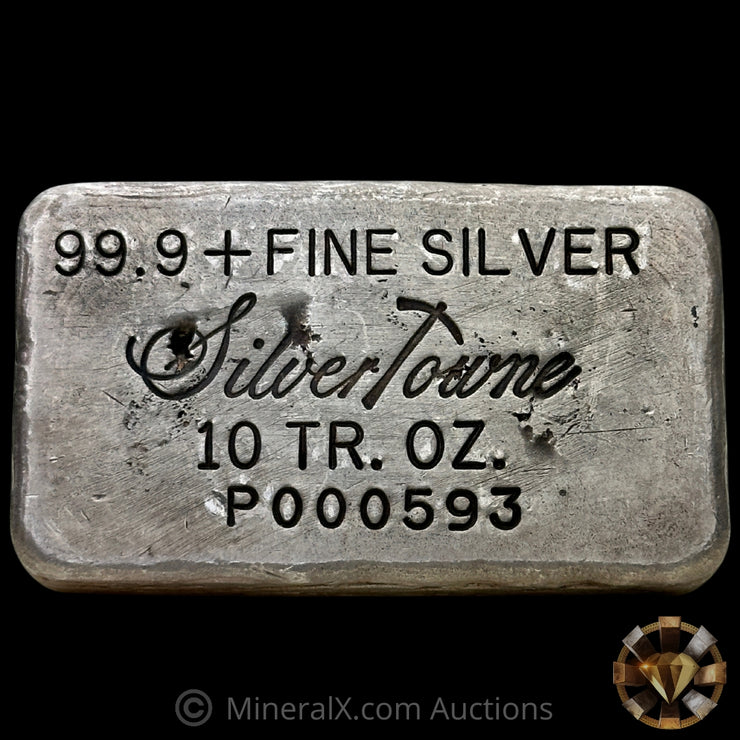 99.9+FINE SILVER
SilverTowne
10 TR. OZ.
P000593
© MineralX.com Auctions